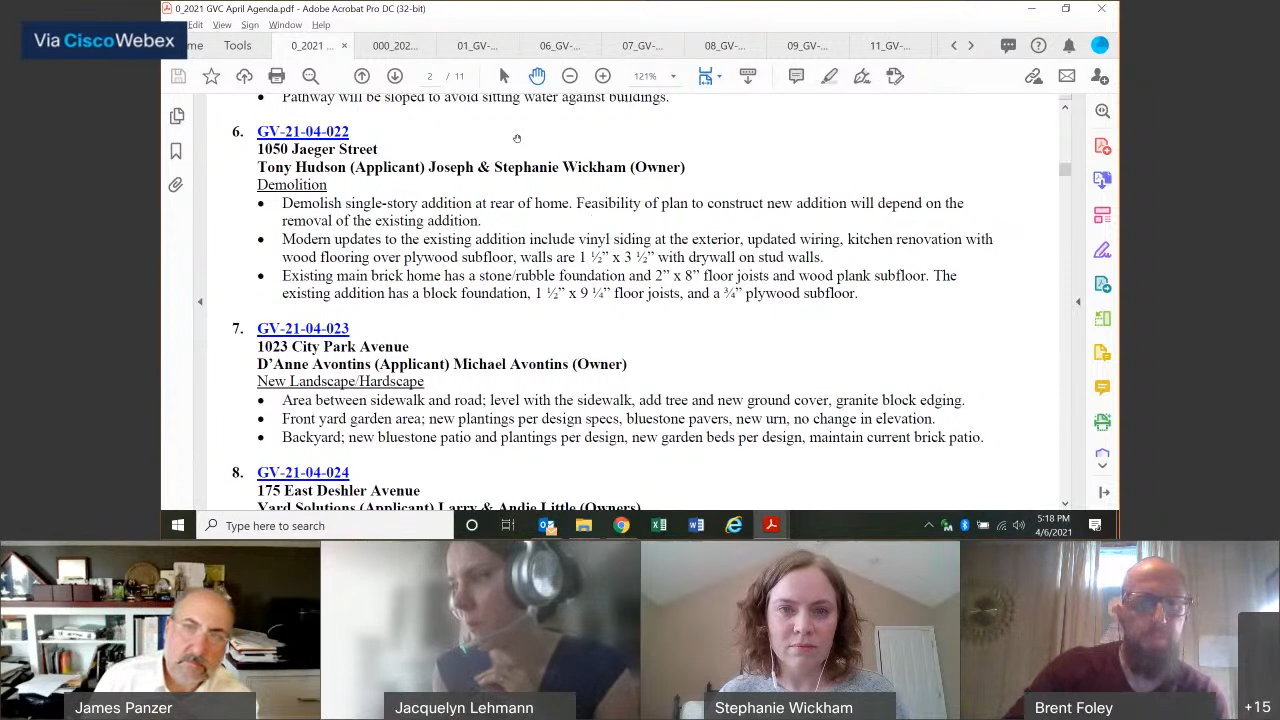 0_2021 GVC April Agenda.pdf - Adobe Acrobat Pro DC (32-bit)
Via CiscoWebex
Edit View Sign Window Help
me Tools 0_2021 ... × 000_202... 01_GV-... 06_GV-... 07_GV-... 08_GV-... 09_GV-... 11_GV-...
2 / 11 121%
• Pathway will be sloped to avoid sitting water against buildings.
6. GV-21-04-022
1050 Jaeger Street
Tony Hudson (Applicant) Joseph & Stephanie Wickham (Owner)
Demolition
• Demolish single-story addition at rear of home. Feasibility of plan to construct new addition will depend on the
removal of the existing addition.
• Modern updates to the existing addition include vinyl siding at the exterior, updated wiring, kitchen renovation with
wood flooring over plywood subfloor, walls are 1 ½” x 3 ½” with drywall on stud walls.
• Existing main brick home has a stone/rubble foundation and 2” x 8” floor joists and wood plank subfloor. The
existing addition has a block foundation, 1 ½” x 9 ¼” floor joists, and a ¾” plywood subfloor.
7. GV-21-04-023
1023 City Park Avenue
D’Anne Avontins (Applicant) Michael Avontins (Owner)
New Landscape/Hardscape
• Area between sidewalk and road; level with the sidewalk, add tree and new ground cover, granite block edging.
• Front yard garden area; new plantings per design specs, bluestone pavers, new urn, no change in elevation.
• Backyard; new bluestone patio and plantings per design, new garden beds per design, maintain current brick patio.
8. GV-21-04-024
175 East Deshler Avenue
Yard Solutions (Applicant) Larry & Andie Little (Owners)
Type here to search
5:18 PM
4/6/2021
James Panzer
Jacquelyn Lehmann
Stephanie Wickham
Brent Foley
+15